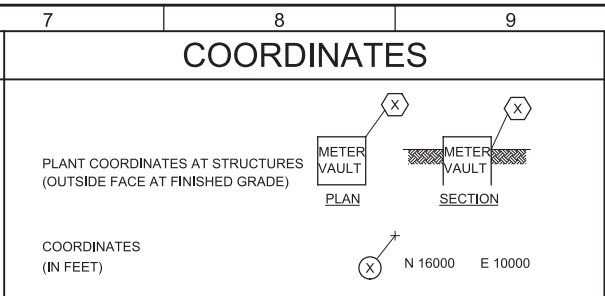 7 8 9
COORDINATES
X X
PLANT COORDINATES AT STRUCTURES
(OUTSIDE FACE AT FINISHED GRADE)
METER
VAULT
PLAN
METER
VAULT
SECTION
COORDINATES
(IN FEET)
X N 16000 E 10000